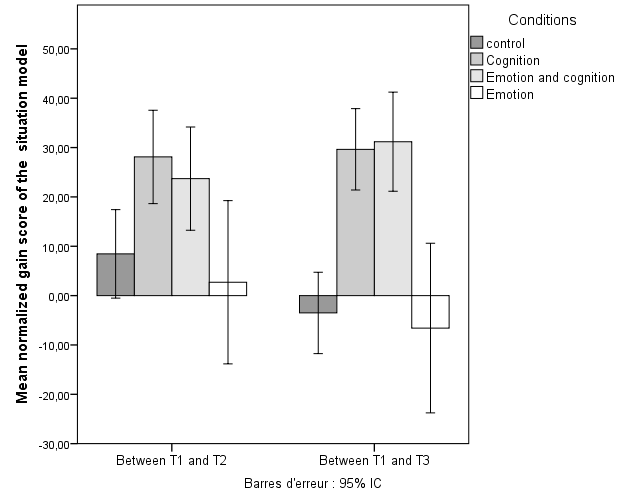 Conditions
control
Cognition
Emotion and cognition
Emotion
Mean normalized gain score of the situation model
50,00
40,00
30,00
20,00
10,00
0,00
-10,00
-20,00
-30,00
Between T1 and T2
Between T1 and T3
Barres d'erreur : 95% IC